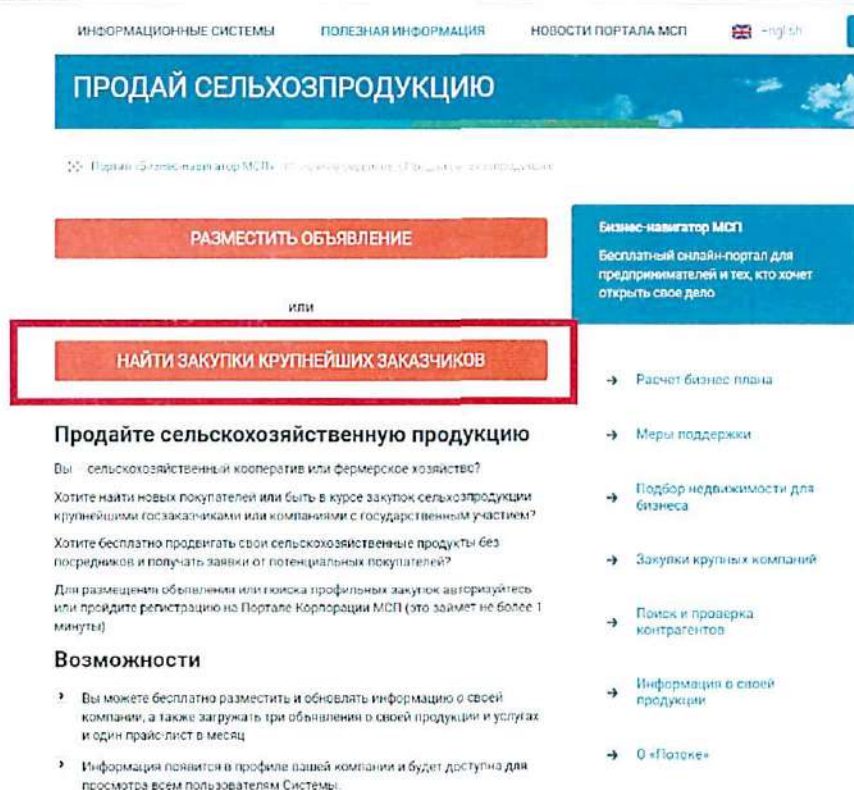 ИНФОРМАЦИОННЫЕ СИСТЕМЫ ПОЛЕЗНАЯ ИНФОРМАЦИЯ НОВОСТИ ПОРТАЛА МСП English
ПРОДАЙ СЕЛЬХОЗПРОДУКЦИЮ
Портал «Бизнес-навигатор МСП»
РАЗМЕСТИТЬ ОБЪЯВЛЕНИЕ
или
НАЙТИ ЗАКУПКИ КРУПНЕЙШИХ ЗАКАЗЧИКОВ
Продайте сельскохозяйственную продукцию
Вы сельскохозяйственный кооператив или фермерское хозяйство?
Хотите найти новых покупателей или быть в курсе закупок сельхозпродукции
крупнейшими госзаказчиками или компаниями с государственным участием?
Хотите бесплатно продвигать свои сельскохозяйственные продукты без
посредников и получать заявки от потенциальных покупателей?
Для размещения объявления или поиска профильных закупок авторизуйтесь
или пройдите регистрацию на Портале Корпорации МСП (это займет не более 1
минуты)
Возможности
Вы можете бесплатно разместить и обновлять информацию о своей
компании, а также загружать три объявления о своей продукции и услугах
и один прайс-лист в месяц
Информация появится в профиле вашей компании и будет доступна для
просмотра всем пользователям Системы.
Бизнес-навигатор МСП
Бесплатный онлайн-портал для
предпринимателей и тех, кто хочет
открыть свое дело
Расчет бизнес плана
Меры поддержки
Подбор недвижимости для
бизнеса
Закупки крупных компаний
Поиск и проверка
контрагентов
Информация о своей
продукции
О «Потоке»